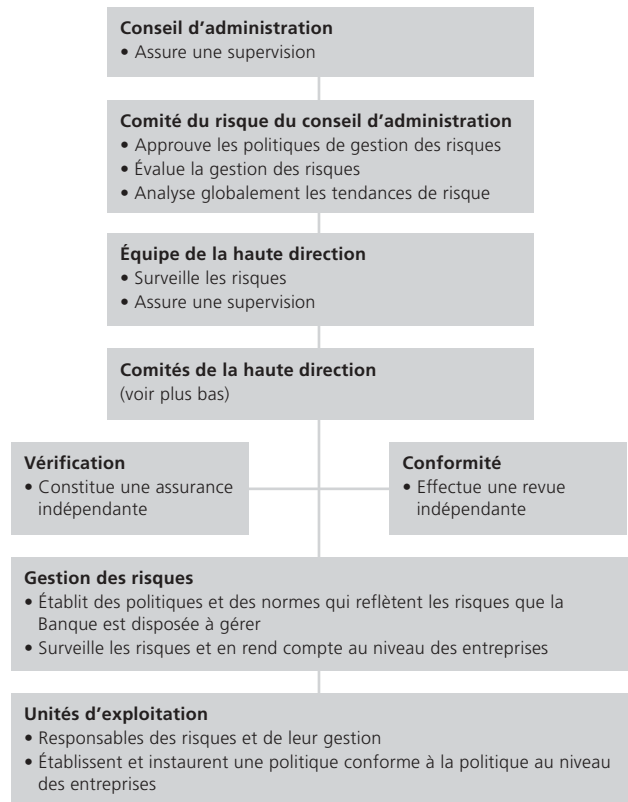 Conseil d’administration
• Assure une supervision
Comité du risque du conseil d’administration
• Approuve les politiques de gestion des risques
• Évalue la gestion des risques
• Analyse globalement les tendances de risque
Équipe de la haute direction
• Surveille les risques
• Assure une supervision
Comités de la haute direction
(voir plus bas)
Vérification
• Constitue une assurance
indépendante
Conformité
• Effectue une revue
indépendante
Gestion des risques
• Établit des politiques et des normes qui reflètent les risques que la
Banque est disposée à gérer
• Surveille les risques et en rend compte au niveau des entreprises
Unités d’exploitation
• Responsables des risques et de leur gestion
• Établissent et instaurent une politique conforme à la politique au niveau
des entreprises